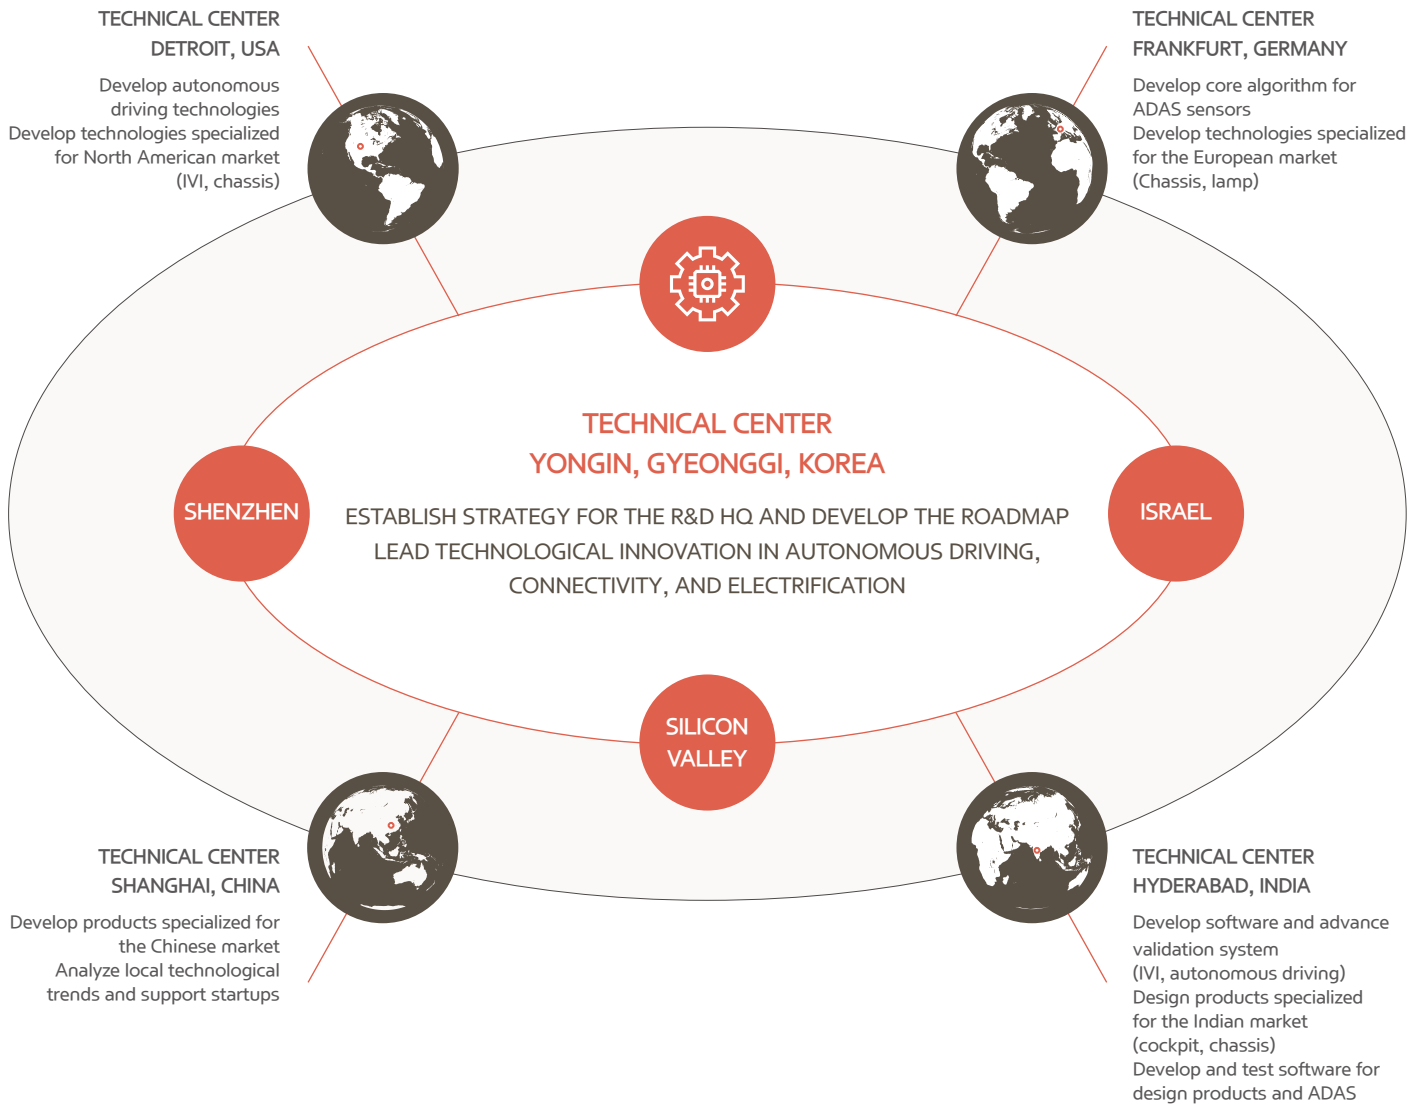 TECHNICAL CENTER
DETROIT, USA
Develop autonomous
driving technologies
Develop technologies specialized
for North American market
(IVI, chassis)
TECHNICAL CENTER
FRANKFURT, GERMANY
Develop core algorithm for
ADAS sensors
Develop technologies specialized
for the European market
(Chassis, lamp)
TECHNICAL CENTER
YONGIN, GYEONGGI, KOREA
ESTABLISH STRATEGY FOR THE R&D HQ AND DEVELOP THE ROADMAP
LEAD TECHNOLOGICAL INNOVATION IN AUTONOMOUS DRIVING,
CONNECTIVITY, AND ELECTRIFICATION
SHENZHEN
ISRAEL
SILICON
VALLEY
TECHNICAL CENTER
SHANGHAI, CHINA
Develop products specialized for
the Chinese market
Analyze local technological
trends and support startups
TECHNICAL CENTER
HYDERABAD, INDIA
Develop software and advance
validation system
(IVI, autonomous driving)
Design products specialized
for the Indian market
(cockpit, chassis)
Develop and test software for
design products and ADAS